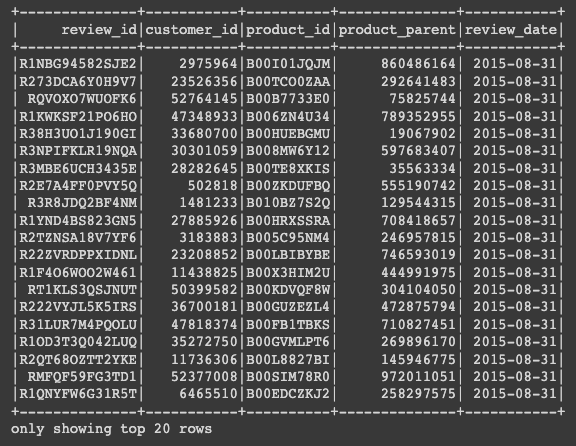 +--------------+-----------+----------+--------------+-----------+
|     review_id|customer_id|product_id|product_parent|review_date|
+--------------+-----------+----------+--------------+-----------+
|R1NBG94582SJE2|    2975964|B00I01JQJM|     860486164| 2015-08-31|
|R273DCA6Y0H9V7|   23526356|B00TCO0ZAA|     292641483| 2015-08-31|
| RQVOXO7WUOFK6|   52764145|B00B7733E0|      75825744| 2015-08-31|
|R1KWKSF21PO6HO|   47348933|B006ZN4U34|     789352955| 2015-08-31|
|R38H3UO1J190GI|   33680700|B00HUEBGMU|      19067902| 2015-08-31|
|R3NPIFKLR19NQA|   30301059|B008MW6Y12|     597683407| 2015-08-31|
|R3MBE6UCH3435E|   28282645|B00TE8XKIS|      35563334| 2015-08-31|
|R2E7A4FF0PVY5Q|     502818|B00ZKDUFBQ|     555190742| 2015-08-31|
| R3R8JDQ2BF4NM|    1481233|B010BZ7S2Q|     129544315| 2015-08-31|
|R1YND4BS823GN5|   27885926|B00HRXSSRA|     708418657| 2015-08-31|
|R2TZNSA18V7YF6|    3183883|B005C95NM4|     246957815| 2015-08-31|
|R22ZVRDPPXIDNL|   23208852|B00LBIBYBE|     746593019| 2015-08-31|
|R1F4O6WOO2W461|   11438825|B00X3HIM2U|     444991975| 2015-08-31|
| RT1KLS3QSJNUT|   50399582|B00KDVQF8W|     304104050| 2015-08-31|
|R222VYJL5K5IRS|   36700181|B00GUZEZL4|     472875794| 2015-08-31|
|R31LUR7M4PQOLU|   47818374|B00FB1TBKS|     710827451| 2015-08-31|
|R1OD3T3Q042LUQ|   35272750|B00GVMLPT6|     269896170| 2015-08-31|
|R2QT68OZTT2YKE|   11736306|B00L8827BI|     145946775| 2015-08-31|
| RMFQF59FG3TD1|   52377008|B00SIM78R0|     972011051| 2015-08-31|
|R1QNYFW6G31R5T|    6465510|B00EDCZKJ2|     258297575| 2015-08-31|
+--------------+-----------+----------+--------------+-----------+
only showing top 20 rows